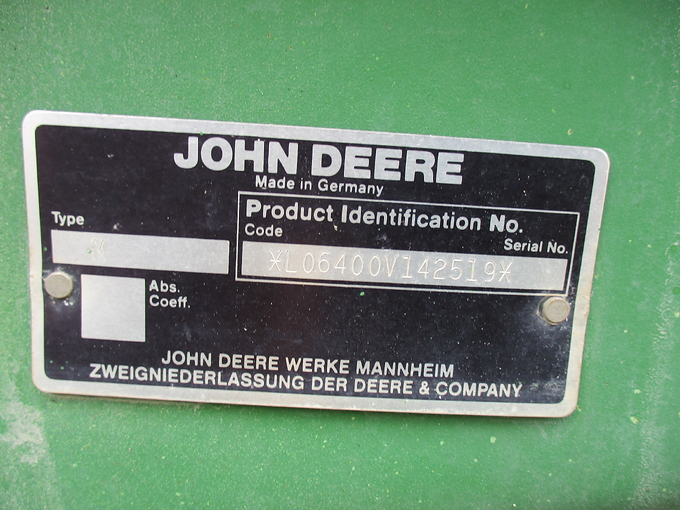 JOHN DEERE
Made in Germany
Type
Product Identification No.
Code
Serial No.
*L06400V142519*
Abs.
Coeff.
JOHN DEERE WERKE MANNHEIM
ZWEIGNIEDERLASSUNG DER DEERE & COMPANY